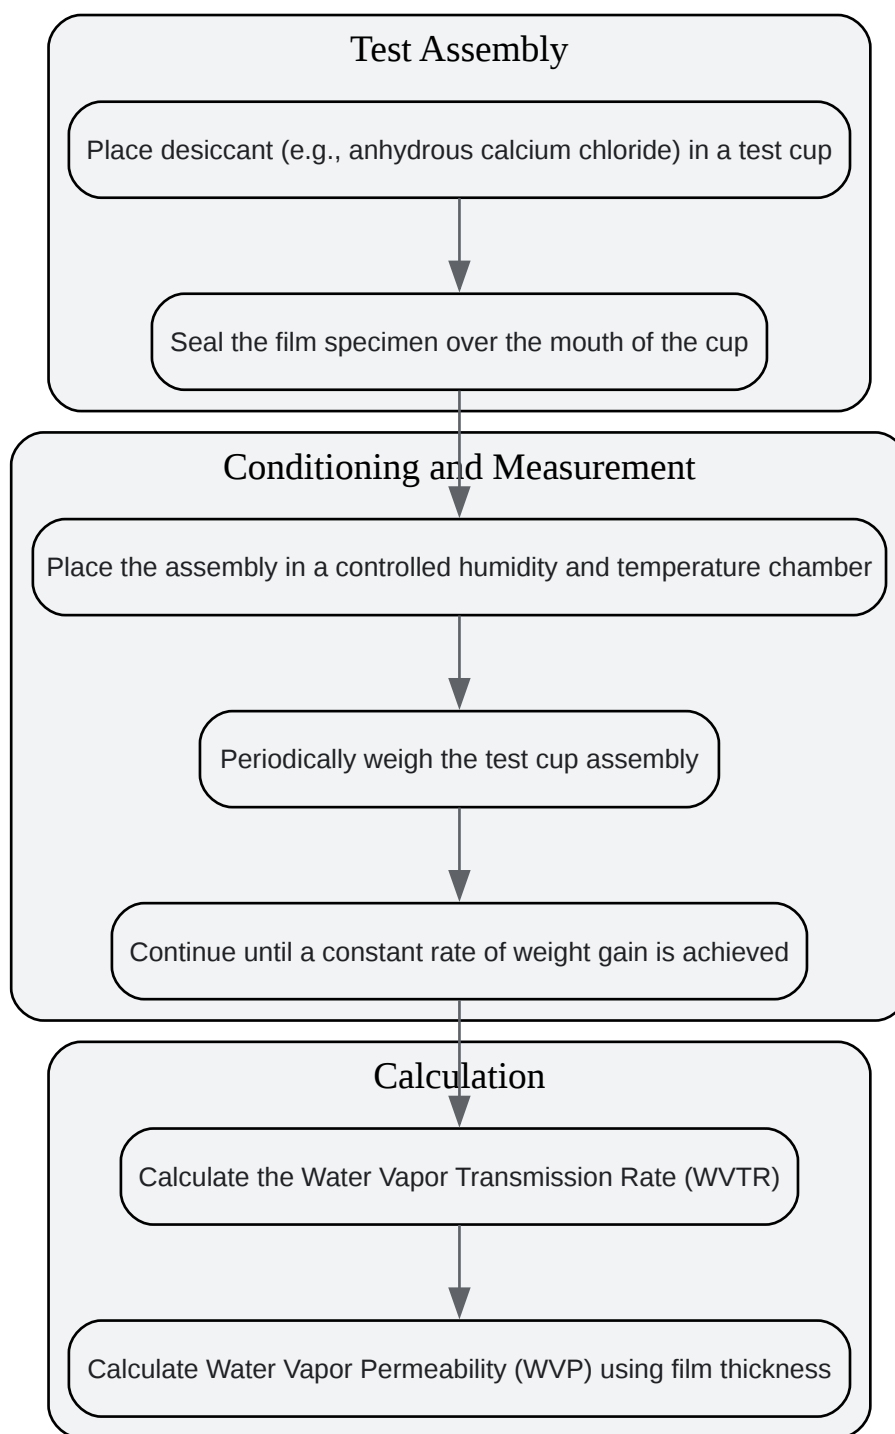 Test Assembly
Place desiccant (e.g., anhydrous calcium chloride) in a test cup
Seal the film specimen over the mouth of the cup
Conditioning and Measurement
Place the assembly in a controlled humidity and temperature chamber
Periodically weigh the test cup assembly
Continue until a constant rate of weight gain is achieved
Calculation
Calculate the Water Vapor Transmission Rate (WVTR)
Calculate Water Vapor Permeability (WVP) using film thickness